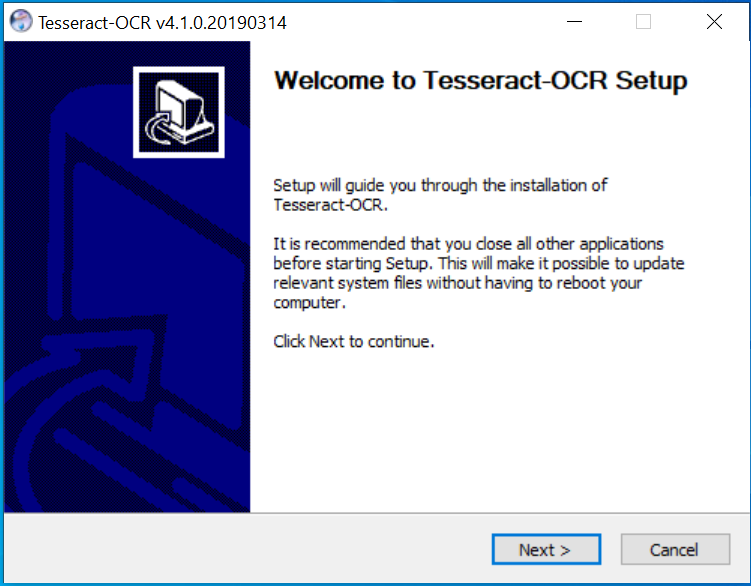 Tesseract-OCR v4.1.0.20190314
Welcome to Tesseract-OCR Setup
Setup will guide you through the installation of
Tesseract-OCR.
It is recommended that you close all other applications
before starting Setup. This will make it possible to update
relevant system files without having to reboot your
computer.
Click Next to continue.
Next >
Cancel